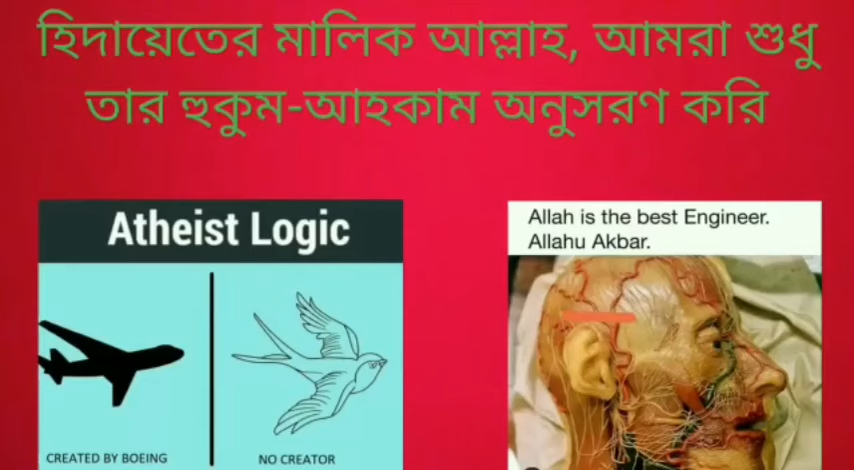 হিদায়েতের মালিক আল্লাহ, আমরা শুধু
তার হুকুম-আহকাম অনুসরণ করি
Atheist Logic
CREATED BY BOEING
NO CREATOR
Allah is the best Engineer.
Allahu Akbar.